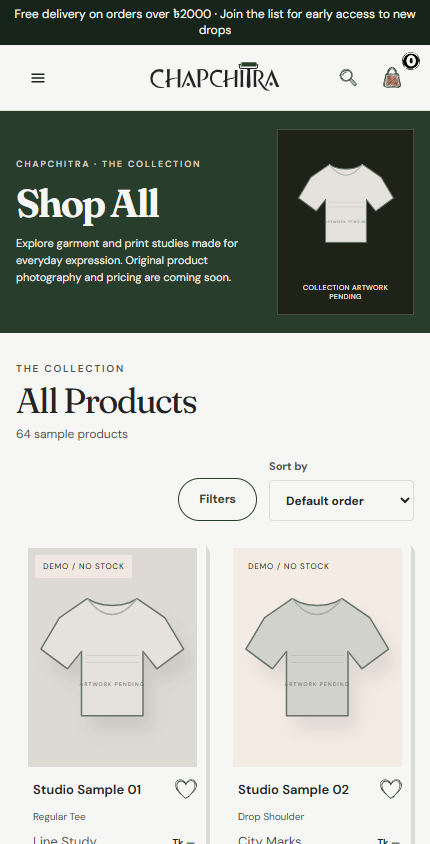 Free delivery on orders over ৳2000 · Join the list for early access to new
drops
CHAPCHITRA
0
CHAPCHITRA · THE COLLECTION
Shop All
Explore garment and print studies made for
everyday expression. Original product
photography and pricing are coming soon.
ARTWORK PENDING
COLLECTION ARTWORK
PENDING
THE COLLECTION
All Products
64 sample products
Sort by
Filters
Default order
DEMO / NO STOCK
DEMO / NO STOCK
ARTWORK PENDING
ARTWORK PENDING
Studio Sample 01
Studio Sample 02
Regular Tee
Drop Shoulder
Line Study
Tk —
City Marks
Tk —